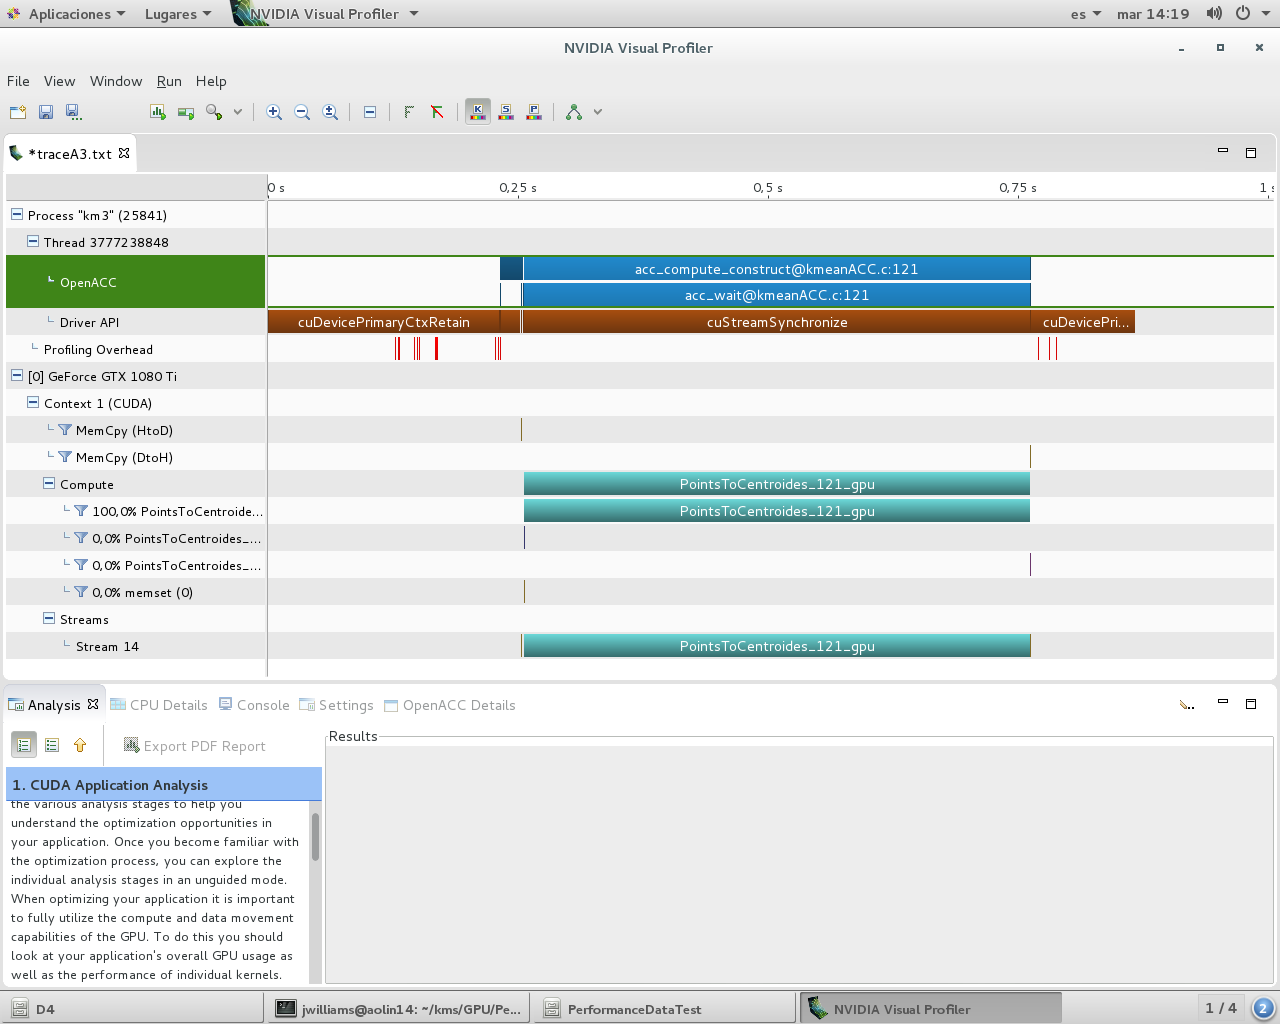 Aplicaciones Lugares NVIDIA Visual Profiler es mar 14:19
NVIDIA Visual Profiler
File View Window Run Help
K S P
*traceA3.txt
0 s 0,25 s 0,5 s 0,75 s 1 s
Process "km3" (25841)
Thread 3777238848
OpenACC
acc_compute_construct@kmeanACC.c:121
acc_wait@kmeanACC.c:121
Driver API cuDevicePrimaryCtxRetain cuStreamSynchronize cuDevicePri...
Profiling Overhead
[0] GeForce GTX 1080 Ti
Context 1 (CUDA)
MemCpy (HtoD)
MemCpy (DtoH)
Compute PointsToCentroides_121_gpu
100,0% PointsToCentroide... PointsToCentroides_121_gpu
0,0% PointsToCentroides_...
0,0% PointsToCentroides_...
0,0% memset (0)
Streams
Stream 14 PointsToCentroides_121_gpu
Analysis CPU Details Console Settings OpenACC Details
Export PDF Report
Results
1. CUDA Application Analysis
the various analysis stages to help you
understand the optimization opportunities in
your application. Once you become familiar with
the optimization process, you can explore the
individual analysis stages in an unguided mode.
When optimizing your application it is important
to fully utilize the compute and data movement
capabilities of the GPU. To do this you should
look at your application's overall GPU usage as
well as the performance of individual kernels.
D4 jwilliams@aolin14: ~/kms/GPU/Pe... PerformanceDataTest NVIDIA Visual Profiler 1 / 4 2